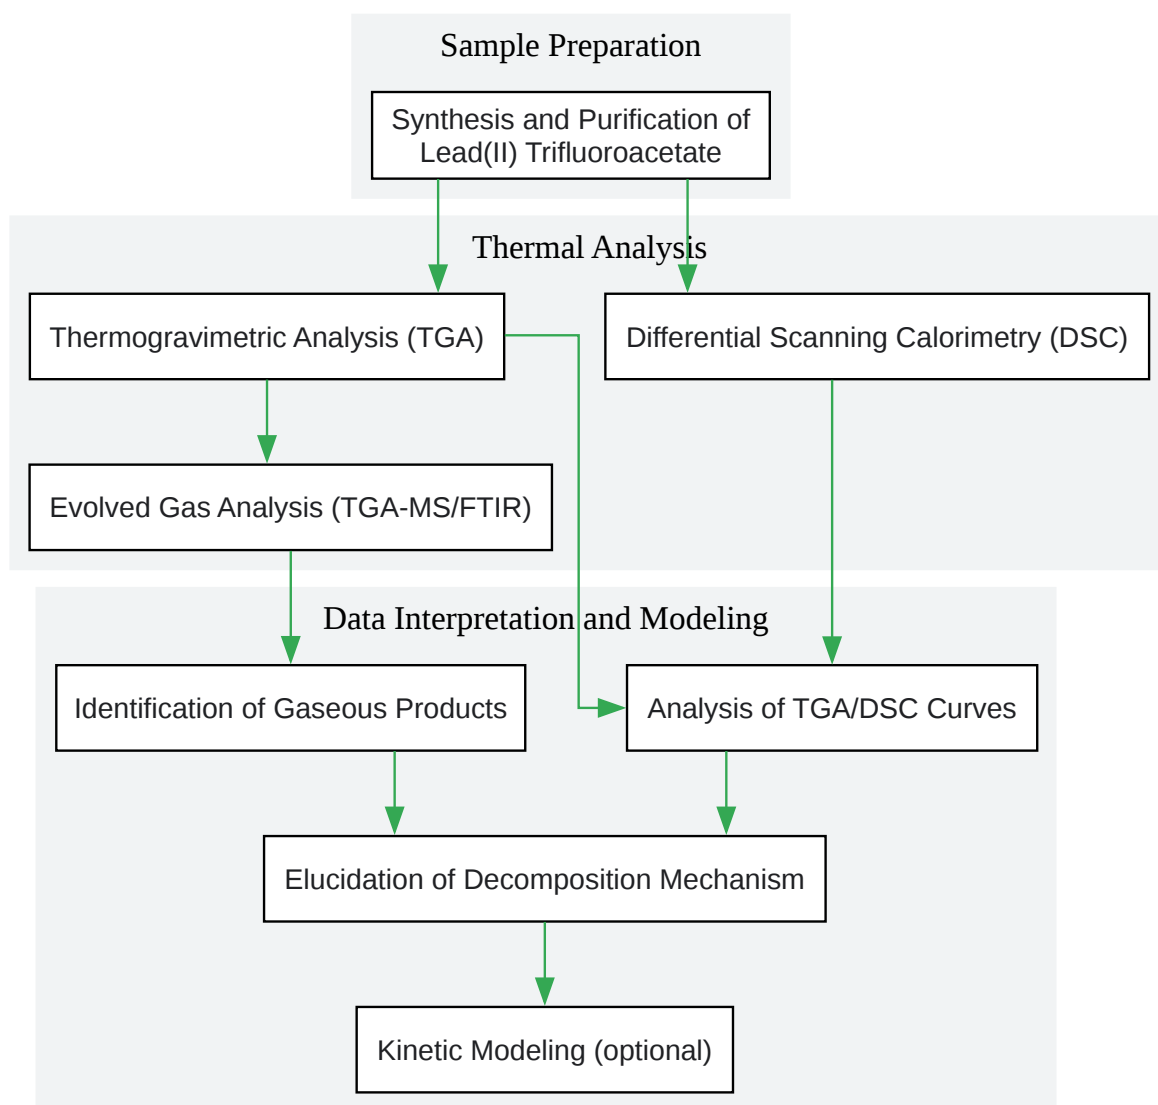 Sample Preparation
Synthesis and Purification of
Lead(II) Trifluoroacetate
Thermal Analysis
Thermogravimetric Analysis (TGA)
Differential Scanning Calorimetry (DSC)
Evolved Gas Analysis (TGA-MS/FTIR)
Data Interpretation and Modeling
Identification of Gaseous Products
Analysis of TGA/DSC Curves
Elucidation of Decomposition Mechanism
Kinetic Modeling (optional)